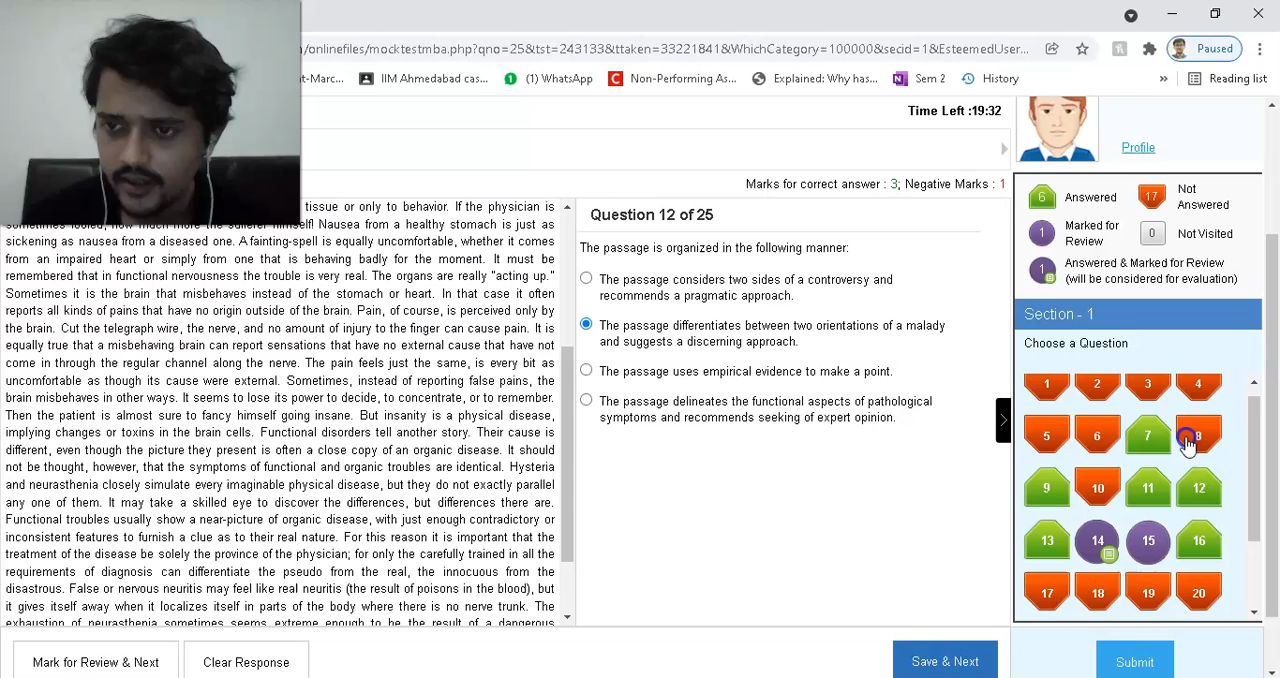 /onlinefiles/mocktestmba.php?qno=25&tst=243133&ttaken=33221841&WhichCategory=100000&secid=1&EsteemedUser...
Paused
nt-Marc...
IIM Ahmedabad cas...
(1) WhatsApp
Non-Performing As...
Explained: Why has...
Sem 2
History
»
Reading list
Time Left :19:32
Profile
Marks for correct answer : 3; Negative Marks : 1
6 Answered
17 Not Answered
1 Marked for Review
0 Not Visited
1 Answered & Marked for Review (will be considered for evaluation)
tissue or only to behavior. If the physician is
sometimes fooled, how much more the sufferer himself! Nausea from a healthy stomach is just as
sickening as nausea from a diseased one. A fainting-spell is equally uncomfortable, whether it comes
from an impaired heart or simply from one that is behaving badly for the moment. It must be
remembered that in functional nervousness the trouble is very real. The organs are really "acting up."
Sometimes it is the brain that misbehaves instead of the stomach or heart. In that case it often
reports all kinds of pains that have no origin outside of the brain. Pain, of course, is perceived only by
the brain. Cut the telegraph wire, the nerve, and no amount of injury to the finger can cause pain. It is
equally true that a misbehaving brain can report sensations that have no external cause that have not
come in through the regular channel along the nerve. The pain feels just the same, is every bit as
uncomfortable as though its cause were external. Sometimes, instead of reporting false pains, the
brain misbehaves in other ways. It seems to lose its power to decide, to concentrate, or to remember.
Then the patient is almost sure to fancy himself going insane. But insanity is a physical disease,
implying changes or toxins in the brain cells. Functional disorders tell another story. Their cause is
different, even though the picture they present is often a close copy of an organic disease. It should
not be thought, however, that the symptoms of functional and organic troubles are identical. Hysteria
and neurasthenia closely simulate every imaginable physical disease, but they do not exactly parallel
any one of them. It may take a skilled eye to discover the differences, but differences there are.
Functional troubles usually show a near-picture of organic disease, with just enough contradictory or
inconsistent features to furnish a clue as to their real nature. For this reason it is important that the
treatment of the disease be solely the province of the physician; for only the carefully trained in all the
requirements of diagnosis can differentiate the pseudo from the real, the innocuous from the
disastrous. False or nervous neuritis may feel like real neuritis (the result of poisons in the blood), but
it gives itself away when it localizes itself in parts of the body where there is no nerve trunk. The
exhaustion of neurasthenia sometimes seems extreme enough to be the result of a dangerous
Question 12 of 25
The passage is organized in the following manner:
The passage considers two sides of a controversy and
recommends a pragmatic approach.
The passage differentiates between two orientations of a malady
and suggests a discerning approach.
The passage uses empirical evidence to make a point.
The passage delineates the functional aspects of pathological
symptoms and recommends seeking of expert opinion.
Section - 1
Choose a Question
1 2 3 4
5 6 7 8
9 10 11 12
13 14 15 16
17 18 19 20
Mark for Review & Next
Clear Response
Save & Next
Submit